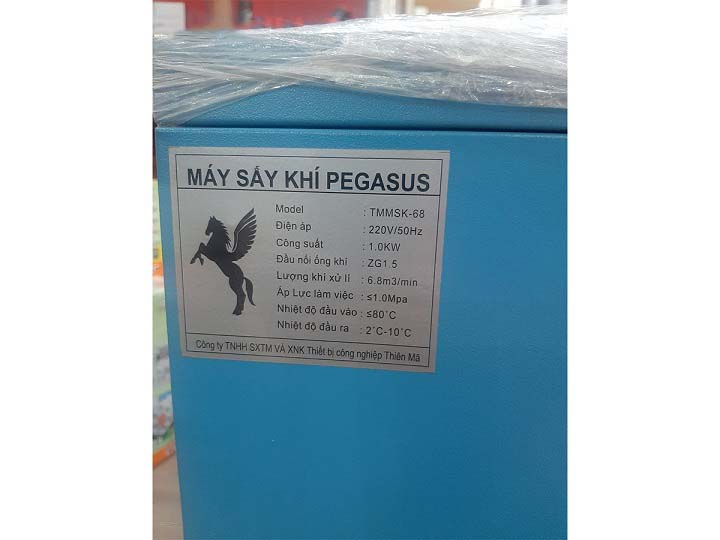 MÁY SẤY KHÍ PEGASUS
Model : TMMSK-68
Điện áp : 220V/50Hz
Công suất : 1.0KW
Đầu nối ống khí : ZG1.5
Lượng khí xử lí : 6.8m3/min
Áp Lực làm việc : ≤1.0Mpa
Nhiệt độ đầu vào : ≤80°C
Nhiệt độ đầu ra : 2°C-10°C
Công ty TNHH SXTM VÀ XNK Thiết bị công nghiệp Thiên Mã